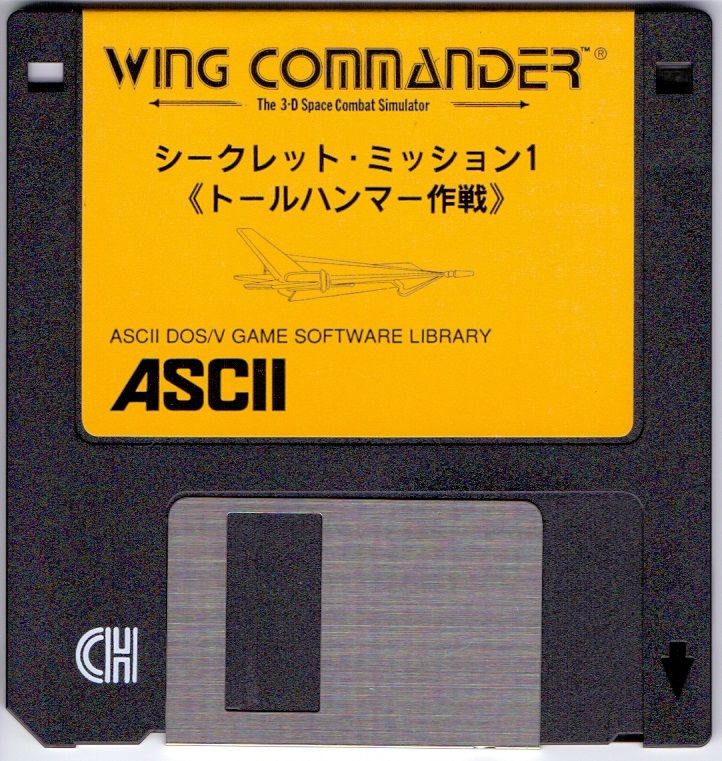 WING COMMANDER™®
The 3-D Space Combat Simulator
シークレット・ミッション1
《トールハンマー作戦》
ASCII DOS/V GAME SOFTWARE LIBRARY
ASCII
CH